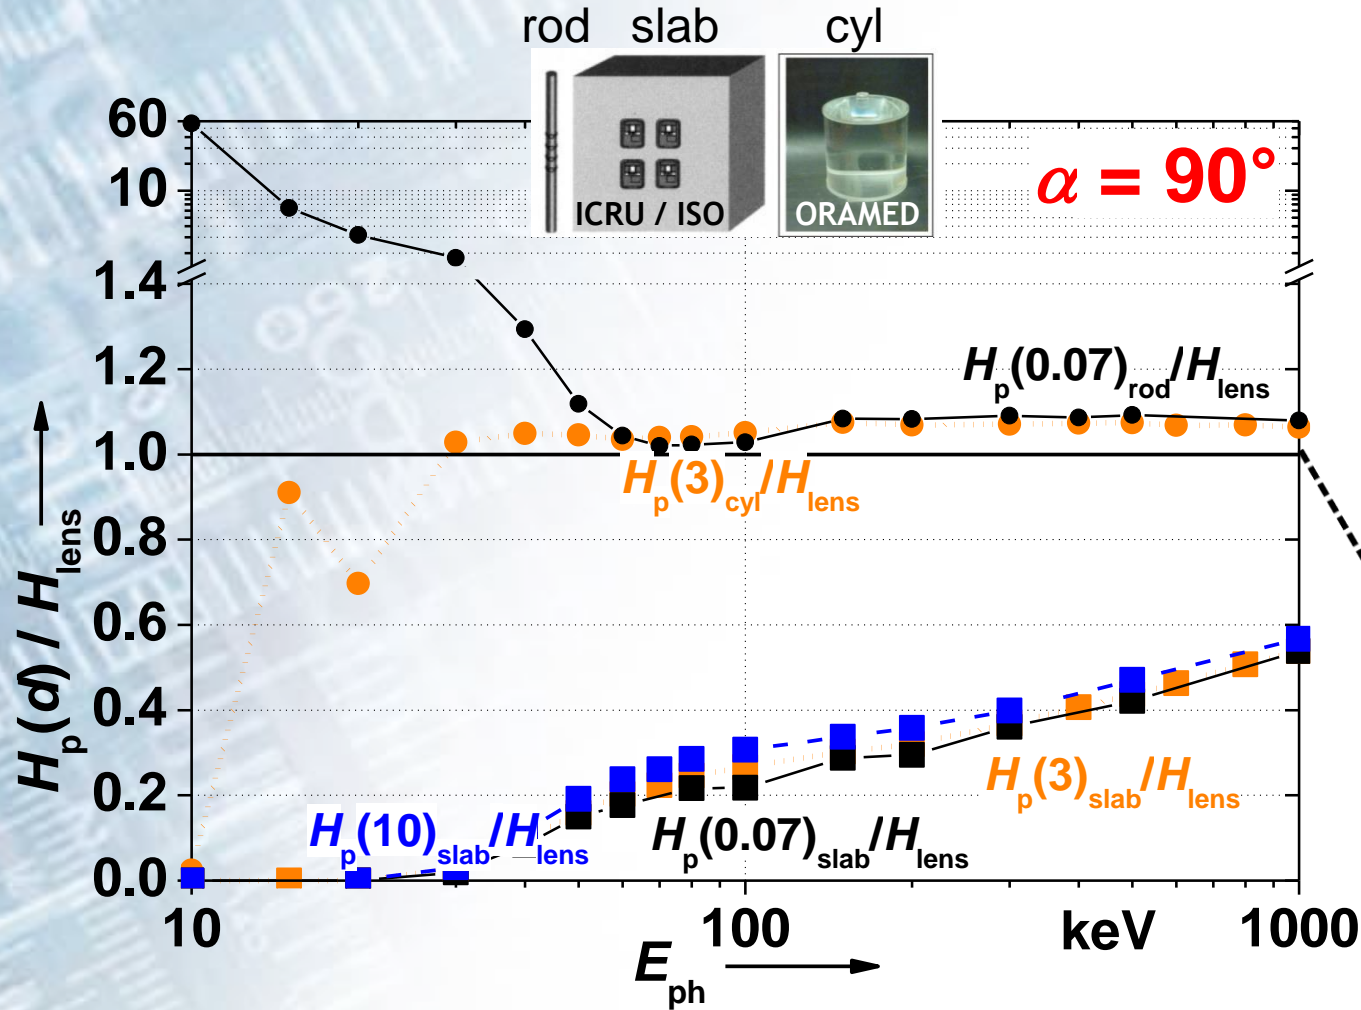 rod slab cyl
ICRU / ISO
ORAMED
α = 90°
60
10
1.4
1.2
1.0
0.8
0.6
0.4
0.2
0.0
Hp(d) / Hlens
Hp(0.07)rod/Hlens
Hp(3)cyl/Hlens
Hp(3)slab/Hlens
Hp(10)slab/Hlens
Hp(0.07)slab/Hlens
10 100 keV 1000
Eph